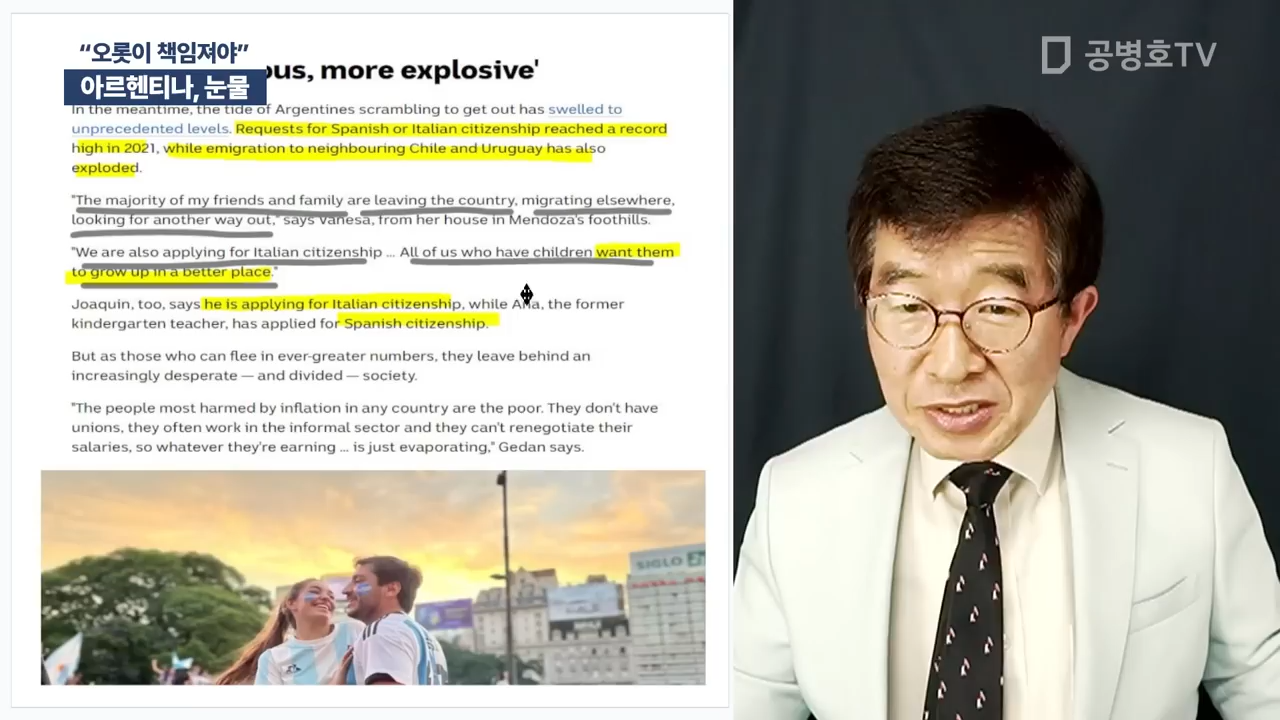 “오롯이 책임져야”
아르헨티나, 눈물
공병호TV
ous, more explosive'
In the meantime, the tide of Argentines scrambling to get out has swelled to
unprecedented levels. Requests for Spanish or Italian citizenship reached a record
high in 2021, while emigration to neighbouring Chile and Uruguay has also
exploded.
"The majority of my friends and family are leaving the country, migrating elsewhere,
looking for another way out," says Vanesa, from her house in Mendoza's foothills.
"We are also applying for Italian citizenship ... All of us who have children want them
to grow up in a better place."
Joaquin, too, says he is applying for Italian citizenship, while Ana, the former
kindergarten teacher, has applied for Spanish citizenship.
But as those who can flee in ever-greater numbers, they leave behind an
increasingly desperate — and divided — society.
"The people most harmed by inflation in any country are the poor. They don't have
unions, they often work in the informal sector and they can't renegotiate their
salaries, so whatever they're earning ... is just evaporating," Gedan says.
SIGLO